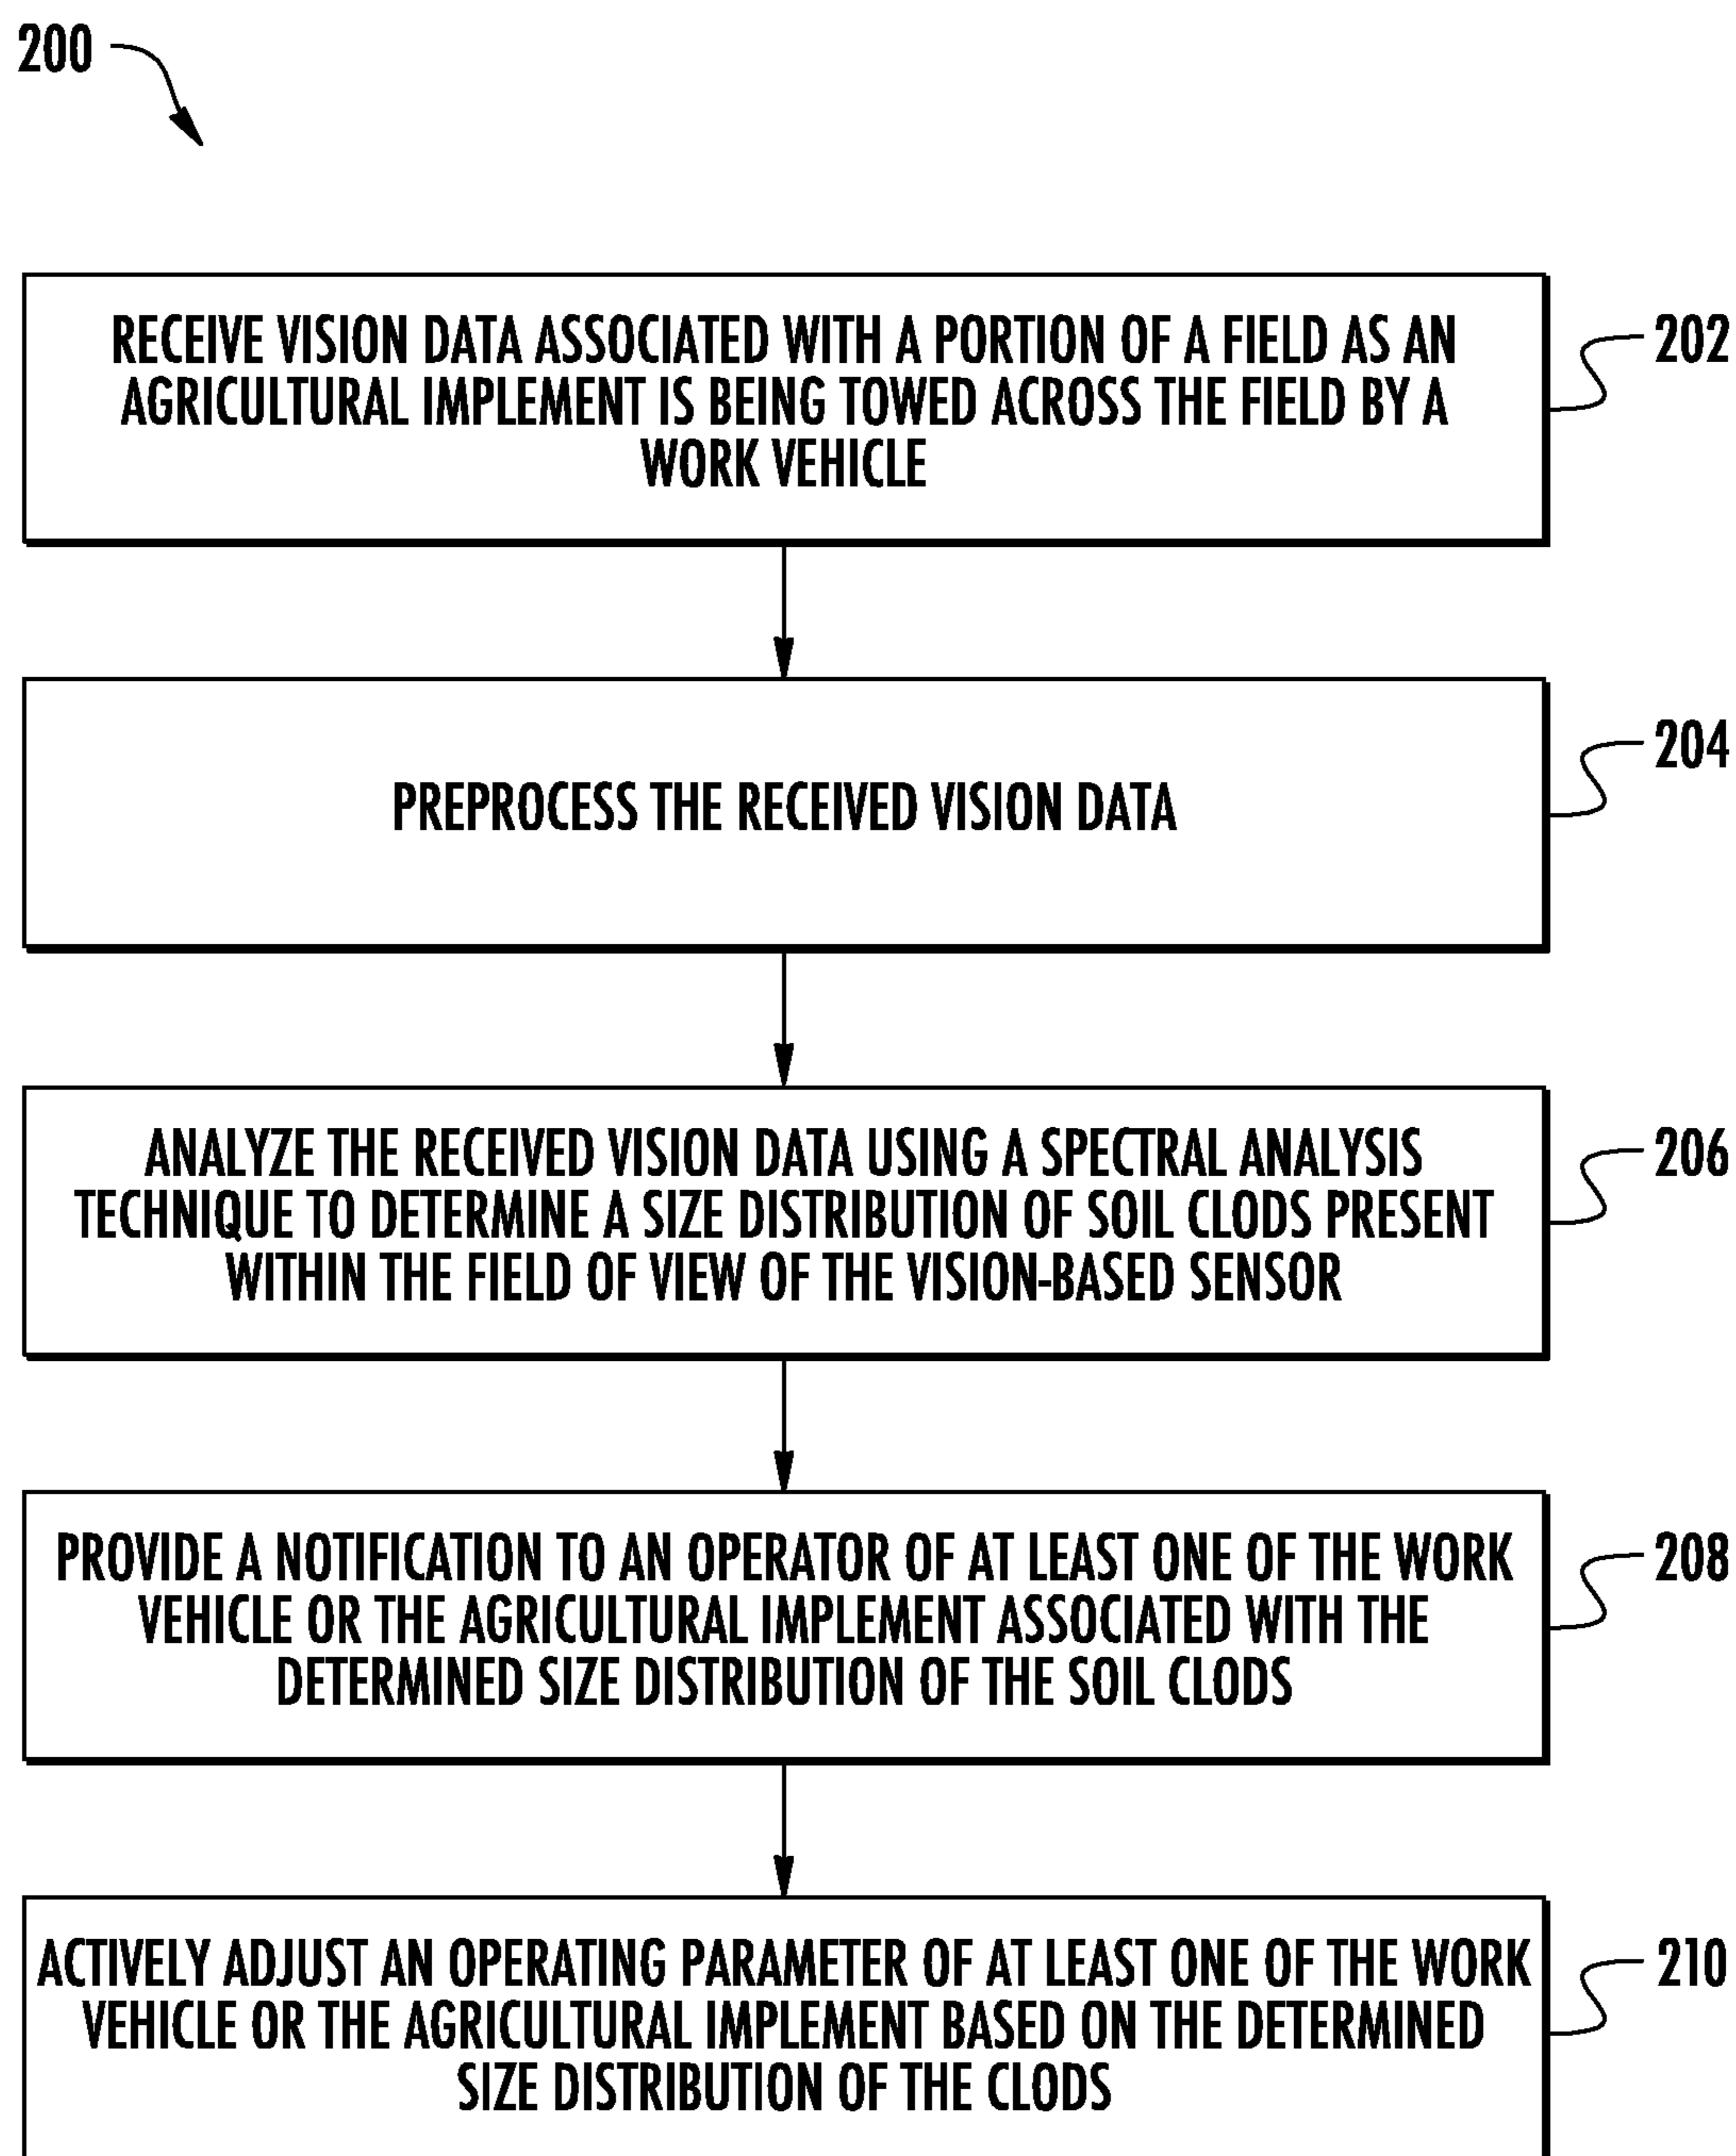 200
RECEIVE VISION DATA ASSOCIATED WITH A PORTION OF A FIELD AS AN
AGRICULTURAL IMPLEMENT IS BEING TOWED ACROSS THE FIELD BY A
WORK VEHICLE
202
PREPROCESS THE RECEIVED VISION DATA
204
ANALYZE THE RECEIVED VISION DATA USING A SPECTRAL ANALYSIS
TECHNIQUE TO DETERMINE A SIZE DISTRIBUTION OF SOIL CLODS PRESENT
WITHIN THE FIELD OF VIEW OF THE VISION-BASED SENSOR
206
PROVIDE A NOTIFICATION TO AN OPERATOR OF AT LEAST ONE OF THE WORK
VEHICLE OR THE AGRICULTURAL IMPLEMENT ASSOCIATED WITH THE
DETERMINED SIZE DISTRIBUTION OF THE SOIL CLODS
208
ACTIVELY ADJUST AN OPERATING PARAMETER OF AT LEAST ONE OF THE WORK
VEHICLE OR THE AGRICULTURAL IMPLEMENT BASED ON THE DETERMINED
SIZE DISTRIBUTION OF THE CLODS
210